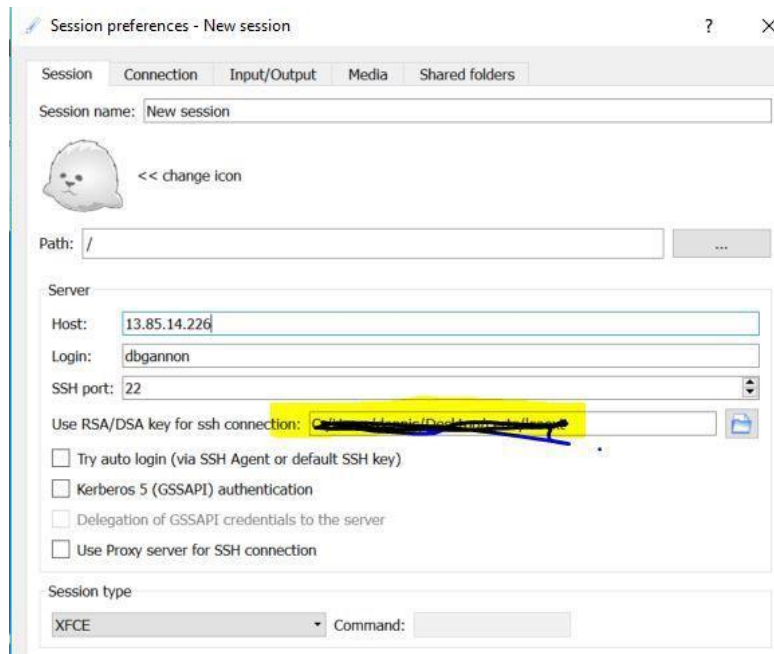 Session preferences - New session ? X
Session Connection Input/Output Media Shared folders
Session name: New session
<< change icon
Path: / ...
Server
Host: 13.85.14.226
Login: dbgannon
SSH port: 22
Use RSA/DSA key for ssh connection:
Try auto login (via SSH Agent or default SSH key)
Kerberos 5 (GSSAPI) authentication
Delegation of GSSAPI credentials to the server
Use Proxy server for SSH connection
Session type
XFCE Command: